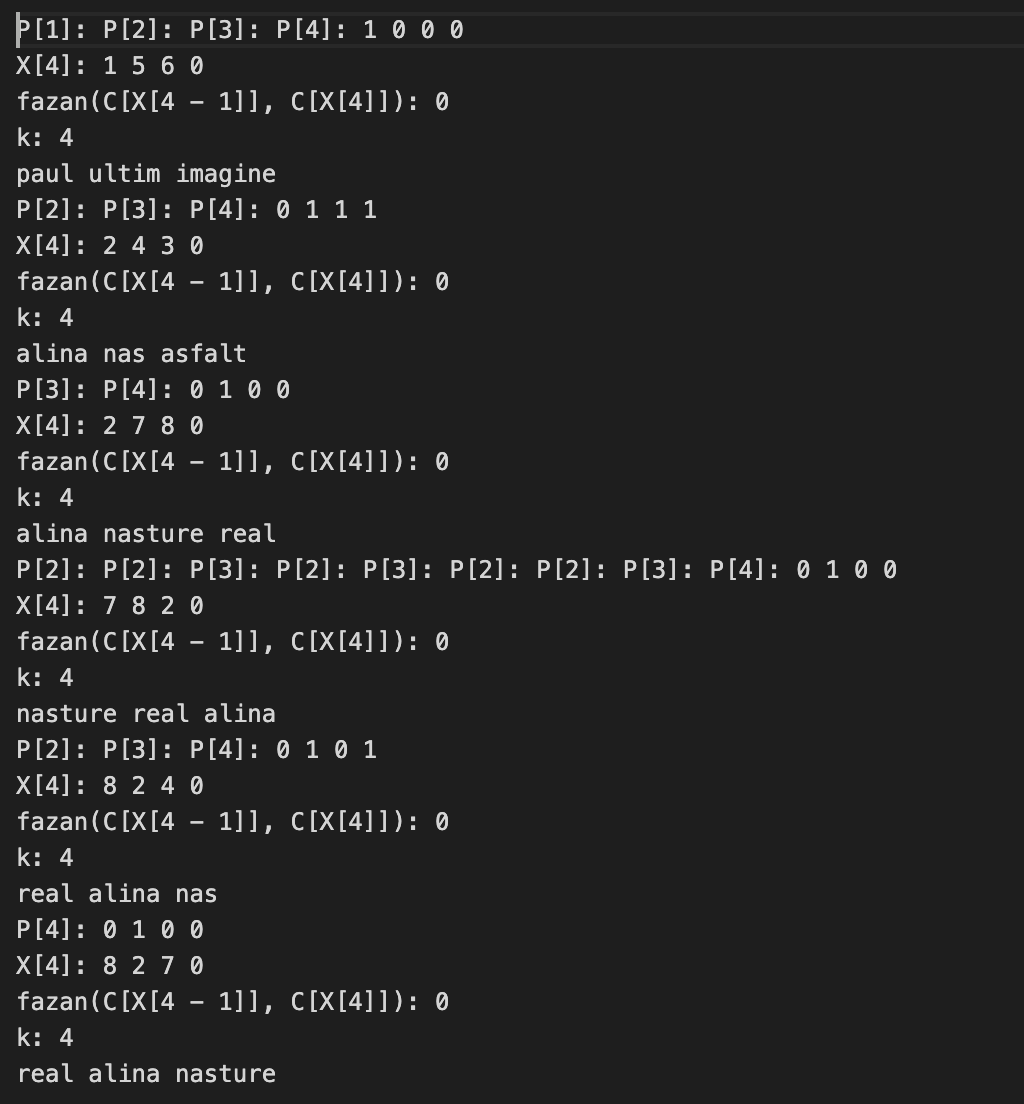 P[1]: P[2]: P[3]: P[4]: 1 0 0 0
X[4]: 1 5 6 0
fazan(C[X[4 - 1]], C[X[4]]): 0
k: 4
paul ultim imagine
P[2]: P[3]: P[4]: 0 1 1 1
X[4]: 2 4 3 0
fazan(C[X[4 - 1]], C[X[4]]): 0
k: 4
alina nas asfalt
P[3]: P[4]: 0 1 0 0
X[4]: 2 7 8 0
fazan(C[X[4 - 1]], C[X[4]]): 0
k: 4
alina nasture real
P[2]: P[2]: P[3]: P[2]: P[3]: P[2]: P[2]: P[3]: P[4]: 0 1 0 0
X[4]: 7 8 2 0
fazan(C[X[4 - 1]], C[X[4]]): 0
k: 4
nasture real alina
P[2]: P[3]: P[4]: 0 1 0 1
X[4]: 8 2 4 0
fazan(C[X[4 - 1]], C[X[4]]): 0
k: 4
real alina nas
P[4]: 0 1 0 0
X[4]: 8 2 7 0
fazan(C[X[4 - 1]], C[X[4]]): 0
k: 4
real alina nasture